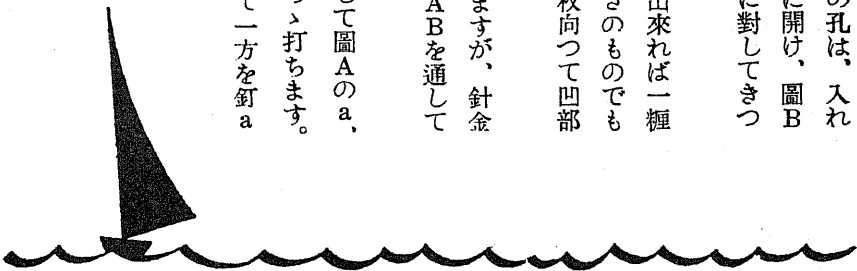 の孔は、入れ
に開け、圖B
に對してきつ
出來れば一糎
さのものでも
枚向つて凹部
ますが、針金
ABを通して
して圖Aのa、
つゝ打ちます。
て一方を釘a